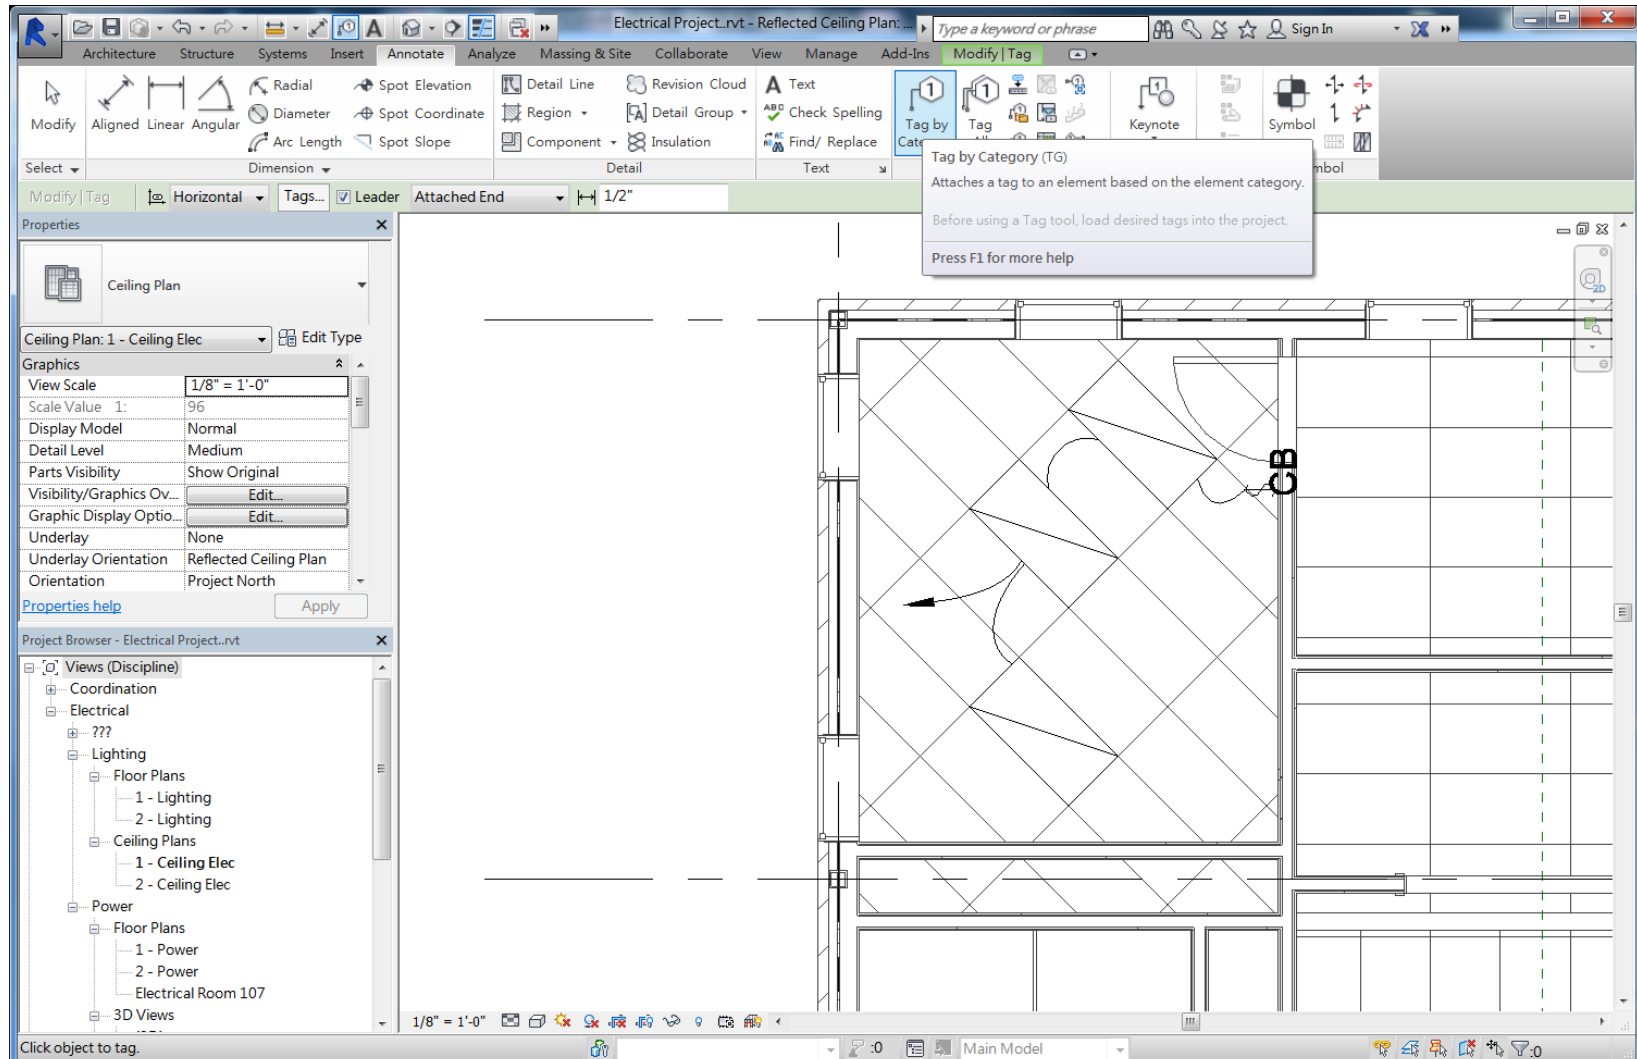 Electrical Project..rvt - Reflected Ceiling Plan: ...
Type a keyword or phrase
Sign In
Architecture Structure Systems Insert Annotate Analyze Massing & Site Collaborate View Manage Add-Ins Modify | Tag
Modify
Aligned Linear Angular
Radial
Diameter
Arc Length
Spot Elevation
Spot Coordinate
Spot Slope
Detail Line
Region
Component
Revision Cloud
Detail Group
Insulation
A Text
ABC Check Spelling
Find/ Replace
Tag by
Tag
Keynote
Symbol
Select
Dimension
Detail
Text
Tag by Category (TG)
Attaches a tag to an element based on the element category.
Before using a Tag tool, load desired tags into the project.
Press F1 for more help
Modify | Tag
Horizontal
Tags...
Leader
Attached End
1/2"
Properties
Ceiling Plan
Ceiling Plan: 1 - Ceiling Elec
Edit Type
Graphics
View Scale 1/8" = 1'-0"
Scale Value 1: 96
Display Model Normal
Detail Level Medium
Parts Visibility Show Original
Visibility/Graphics Ov... Edit...
Graphic Display Optio... Edit...
Underlay None
Underlay Orientation Reflected Ceiling Plan
Orientation Project North
Properties help
Apply
Project Browser - Electrical Project..rvt
Views (Discipline)
Coordination
Electrical
???
Lighting
Floor Plans
1 - Lighting
2 - Lighting
Ceiling Plans
1 - Ceiling Elec
2 - Ceiling Elec
Power
Floor Plans
1 - Power
2 - Power
Electrical Room 107
3D Views
CB
2D
1/8" = 1'-0"
Click object to tag.
:0
Main Model
:0